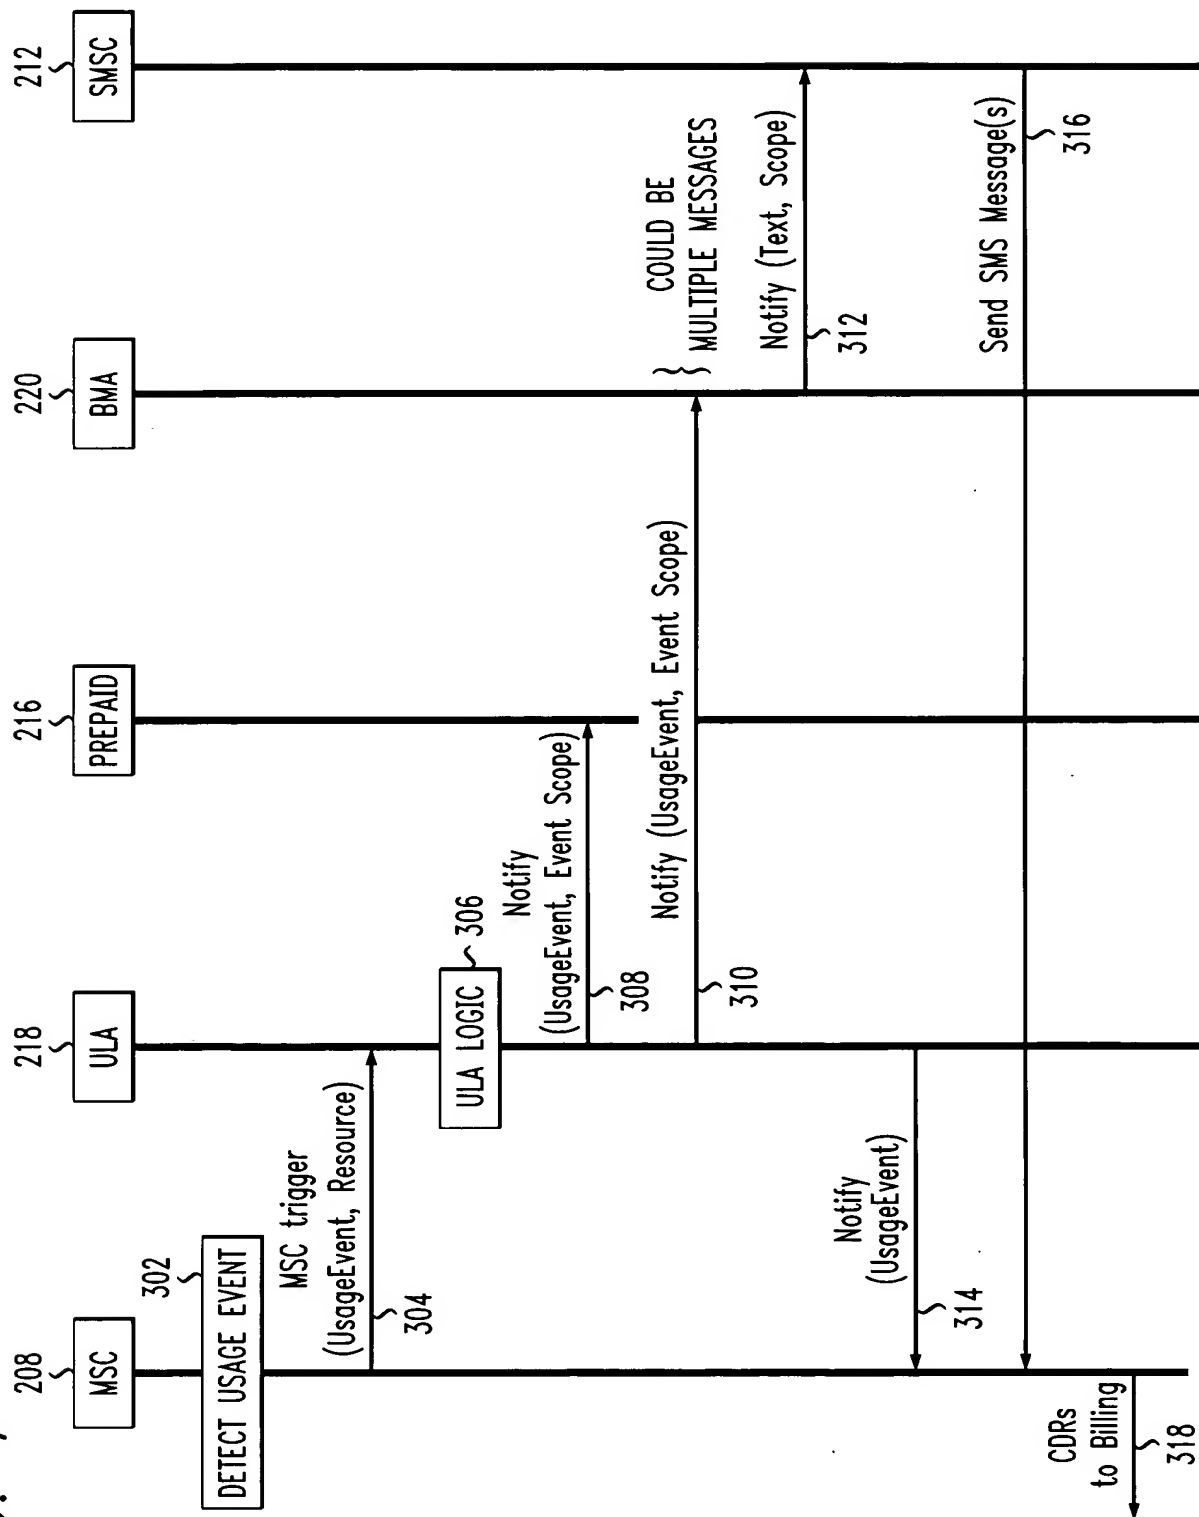 208
MSC
218
ULA
216
PREPAID
220
BMA
212
SMSC
302
DETECT USAGE EVENT
MSC trigger
(UsageEvent, Resource)
304
306
ULA LOGIC
Notify
(UsageEvent, Event Scope)
308
Notify (UsageEvent, Event Scope)
310
COULD BE
MULTIPLE MESSAGES
Notify (Text, Scope)
312
Notify
(UsageEvent)
314
Send SMS Message(s)
316
CDRs
to Billing
318